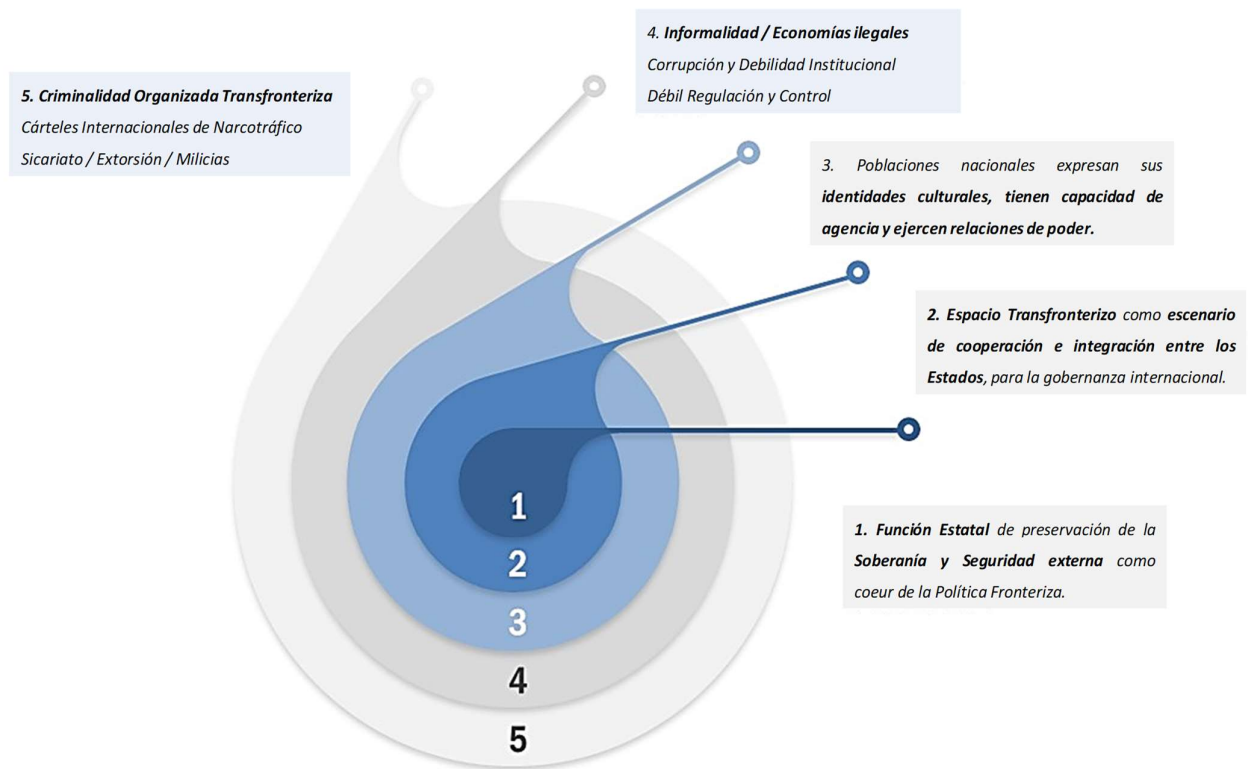 5. Criminalidad Organizada Transfronteriza
Cárteles Internacionales de Narcotráfico
Sicariato / Extorsión / Milicias
4. Informalidad / Economías ilegales
Corrupción y Debilidad Institucional
Débil Regulación y Control
3. Poblaciones nacionales expresan sus
identidades culturales, tienen capacidad de
agencia y ejercen relaciones de poder.
2. Espacio Transfronterizo como escenario
de cooperación e integración entre los
Estados, para la gobernanza internacional.
1. Función Estatal de preservación de la
Soberanía y Seguridad externa como
coeur de la Política Fronteriza.
1
2
3
4
5